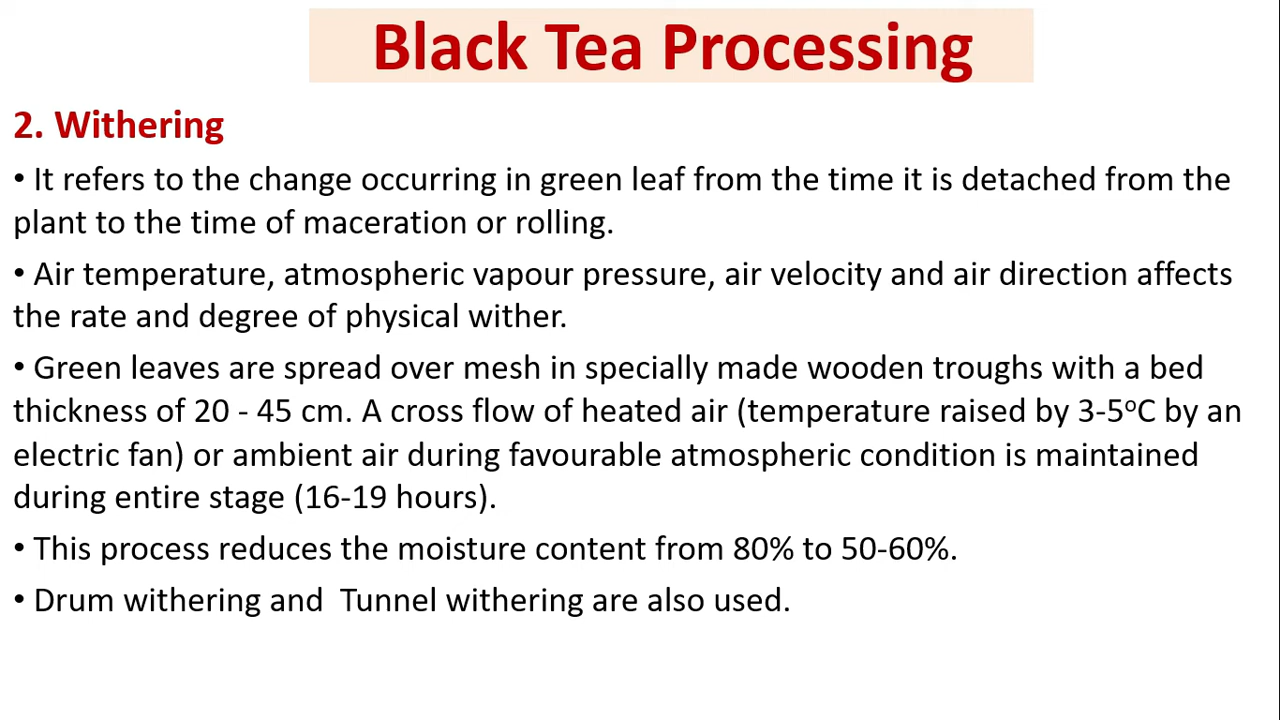 Black Tea Processing
2. Withering
• It refers to the change occurring in green leaf from the time it is detached from the
plant to the time of maceration or rolling.
• Air temperature, atmospheric vapour pressure, air velocity and air direction affects
the rate and degree of physical wither.
• Green leaves are spread over mesh in specially made wooden troughs with a bed
thickness of 20 - 45 cm. A cross flow of heated air (temperature raised by 3-5ºC by an
electric fan) or ambient air during favourable atmospheric condition is maintained
during entire stage (16-19 hours).
• This process reduces the moisture content from 80% to 50-60%.
• Drum withering and  Tunnel withering are also used.